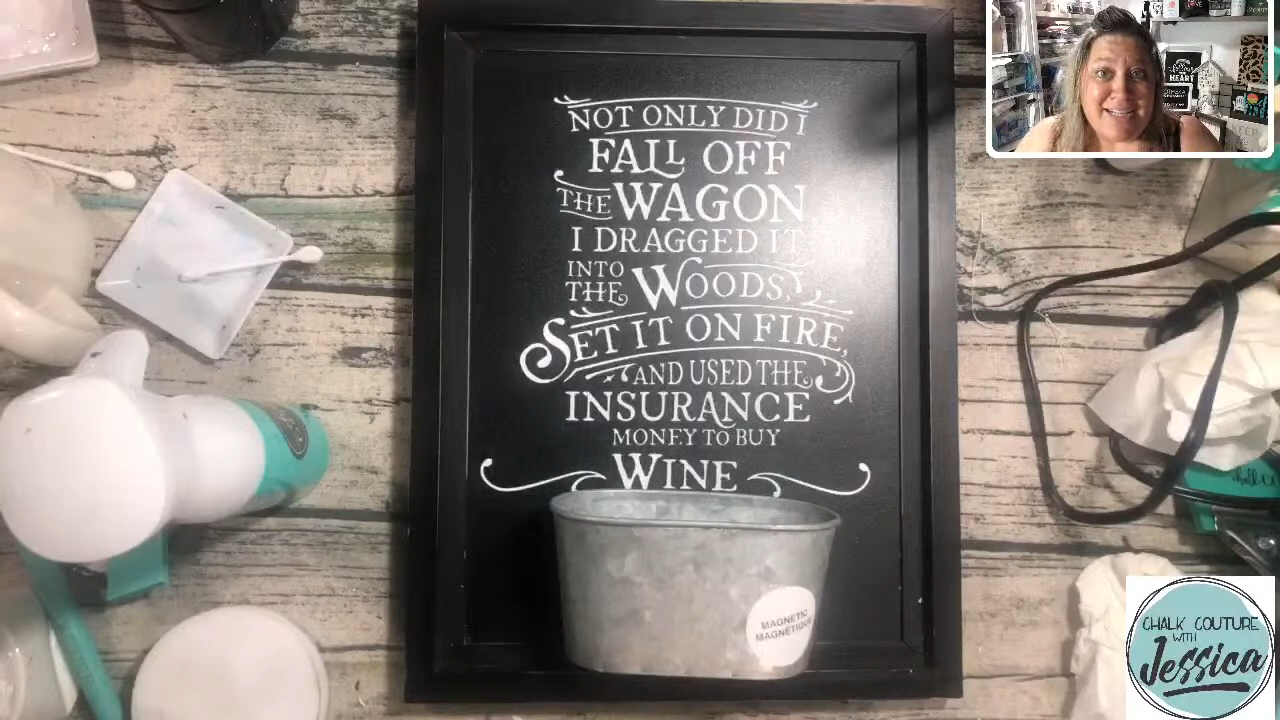 NOT ONLY DID I
FALL OFF
THE WAGON,
I DRAGGED IT
INTO
THE WOODS,
SET IT ON FIRE,
AND USED THE
INSURANCE
MONEY TO BUY
WINE
MAGNETIC
MAGNÉTIQUE
CHALK COUTURE
WITH
Jessica
HEART